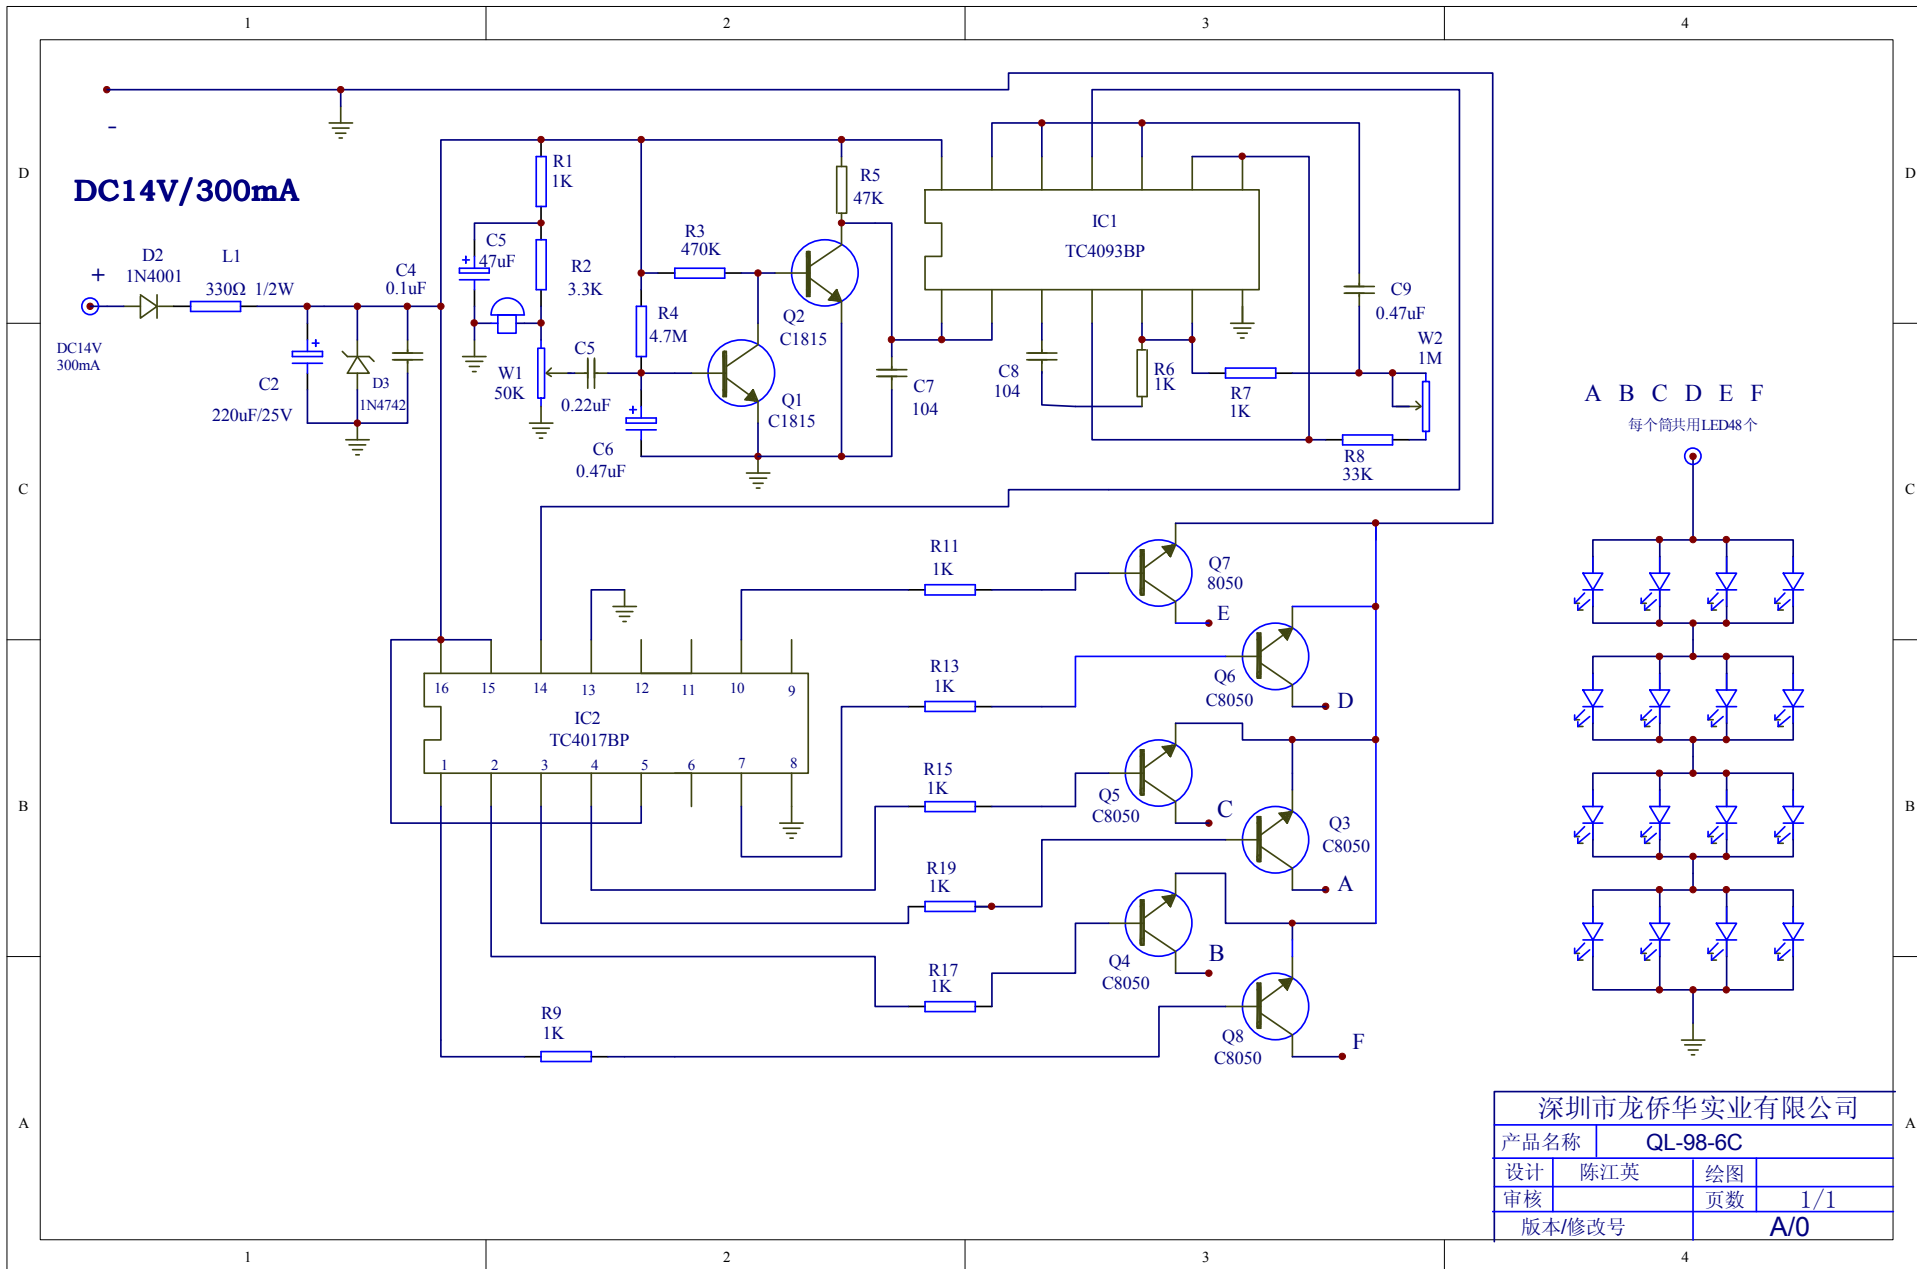 1 2 3 4
D D
-
DC14V/300mA
+
DC14V
300mA
D2
1N4001
L1
330Ω 1/2W
C4
0.1uF
C2
220uF/25V
D3
1N4742
R1
1K
C5
47uF
R2
3.3K
W1
50K
C5
0.22uF
R3
470K
R4
4.7M
C6
0.47uF
Q1
C1815
Q2
C1815
R5
47K
C7
104
IC1
TC4093BP
C8
104
R6
1K
R7
1K
C9
0.47uF
W2
1M
R8
33K
A B C D E F
每个筒共用LED48个
C C
R11
1K
Q7
8050
E
R13
1K
Q6
C8050
D
16 15 14 13 12 11 10 9
IC2
TC4017BP
1 2 3 4 5 6 7 8
R15
1K
Q5
C8050
C
B B
Q3
C8050
A
R19
1K
Q4
C8050
B
R17
1K
R9
1K
Q8
C8050
F
A A
深圳市龙侨华实业有限公司
产品名称 QL-98-6C
设计 陈江英 绘图
审核 页数 1/1
版本/修改号 A/0
1 2 3 4